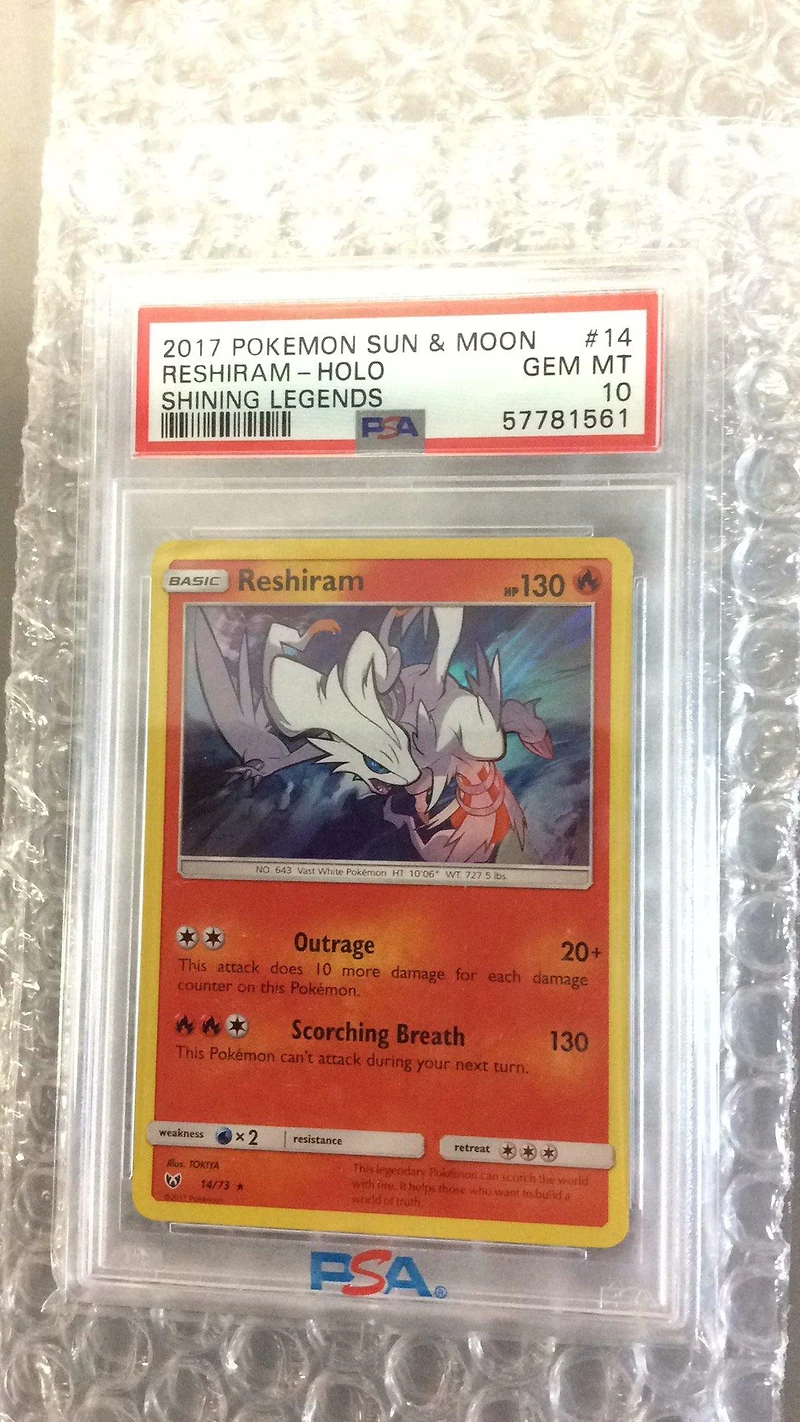 2017 POKEMON SUN & MOON #14
RESHIRAM - HOLO GEM MT
SHINING LEGENDS 10
PSA 57781561
BASIC Reshiram HP 130
NO. 643 Vast White Pokémon HT 10'06" WT 727.5 lbs.
Outrage 20+
This attack does 10 more damage for each damage
counter on this Pokémon.
Scorching Breath 130
This Pokémon can't attack during your next turn.
weakness ×2 resistance retreat
Illus. TOKIYA
14/73 ★
©2017 Pokémon
This legendary Pokémon can scorch the world
with fire. It helps those who want to build a
world of truth.
PSA®